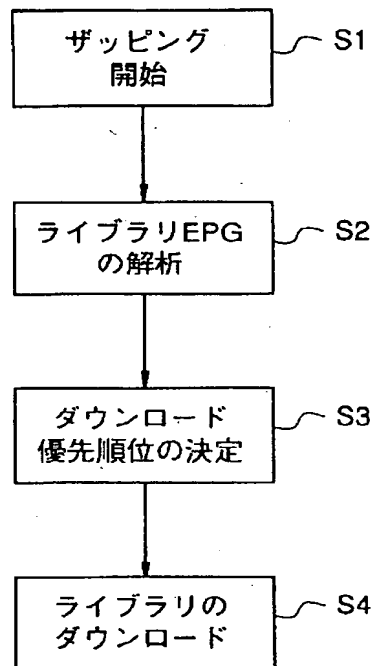 ザッピング
開始
S1
ライブラリEPG
の解析
S2
ダウンロード
優先順位の決定
S3
ライブラリの
ダウンロード
S4